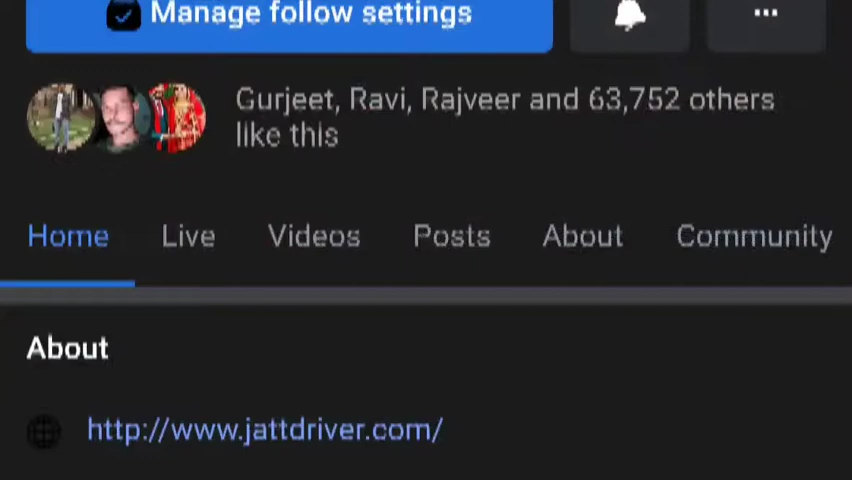 Manage follow settings
Gurjeet, Ravi, Rajveer and 63,752 others
like this
Home Live Videos Posts About Community
About
http://www.jattdriver.com/